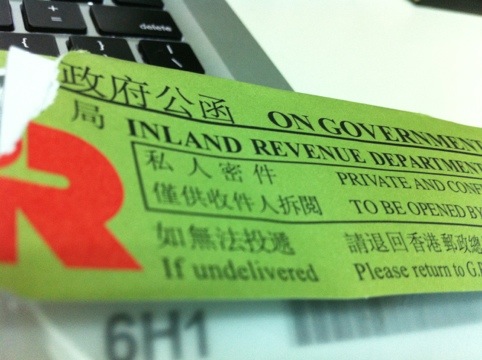 delete
政府公函 ON GOVERNMENT
局 INLAND REVENUE DEPARTMENT
私人密件 PRIVATE AND
僅供收件人拆閱 TO BE OPENED BY
如無法投遞 請退回香港郵政總
If undelivered Please return to G.P
R
6H1